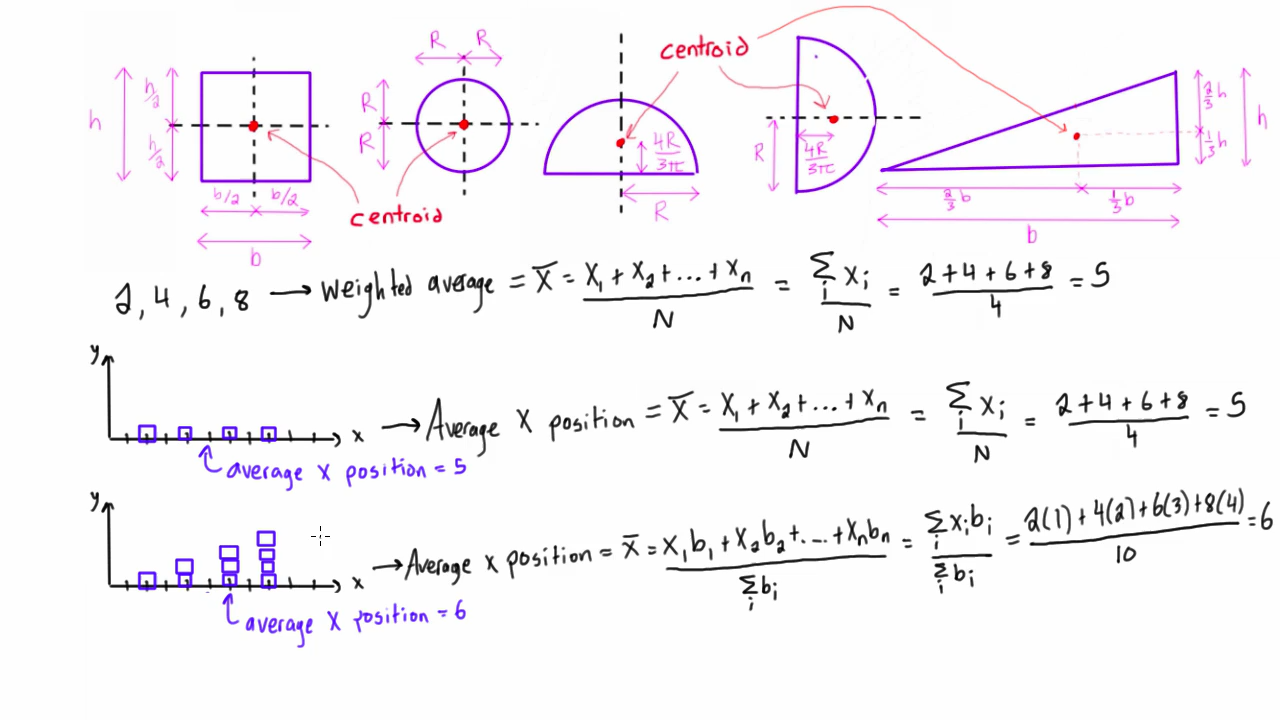 R R
centroid
h
h/2
h/2
R
R
4R/3π
R
R
4R/3π
2/3 h
1/3 h
h
b/2 b/2
b
centroid
2/3 b 1/3 b
b
2, 4, 6, 8 → Weighted average = x̄ = (x₁ + x₂ + ... + xₙ)/N = Σᵢ xᵢ/N = (2 + 4 + 6 + 8)/4 = 5
y
x → Average x position = x̄ = (x₁ + x₂ + ... + xₙ)/N = Σᵢ xᵢ/N = (2 + 4 + 6 + 8)/4 = 5
average x position = 5
y
x → Average x position = x̄ = (x₁b₁ + x₂b₂ + ... + xₙbₙ)/Σᵢ bᵢ = Σᵢ xᵢbᵢ/Σᵢ bᵢ = (2(1) + 4(2) + 6(3) + 8(4))/10 = 6
average x position = 6